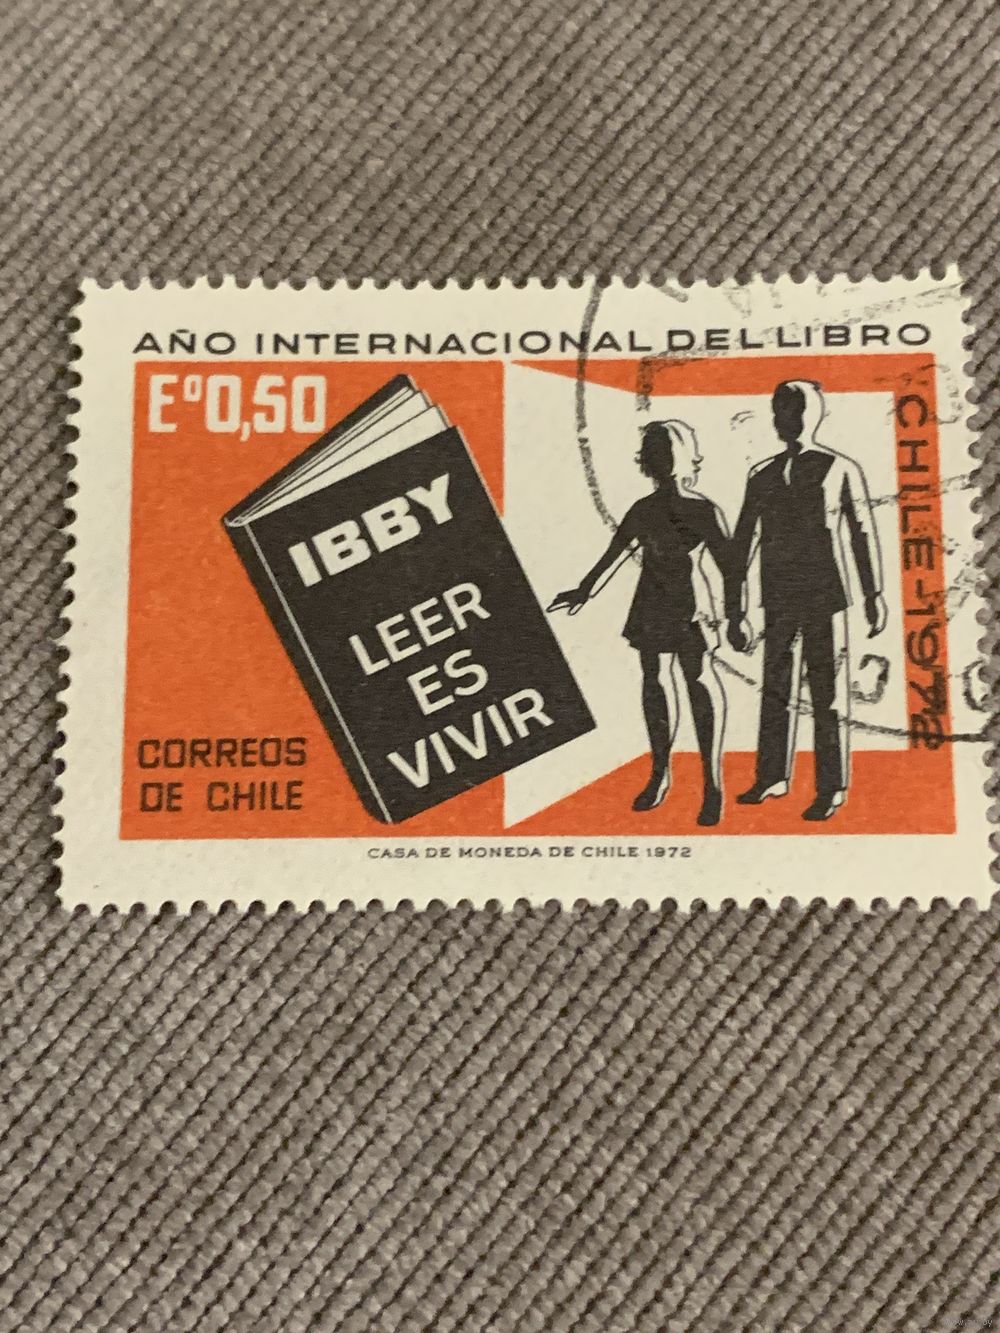 AÑO INTERNACIONAL DEL LIBRO
Eº0,50
IBBY
LEER
ES
VIVIR
CHILE-1972
CORREOS
DE CHILE
CASA DE MONEDA DE CHILE 1972